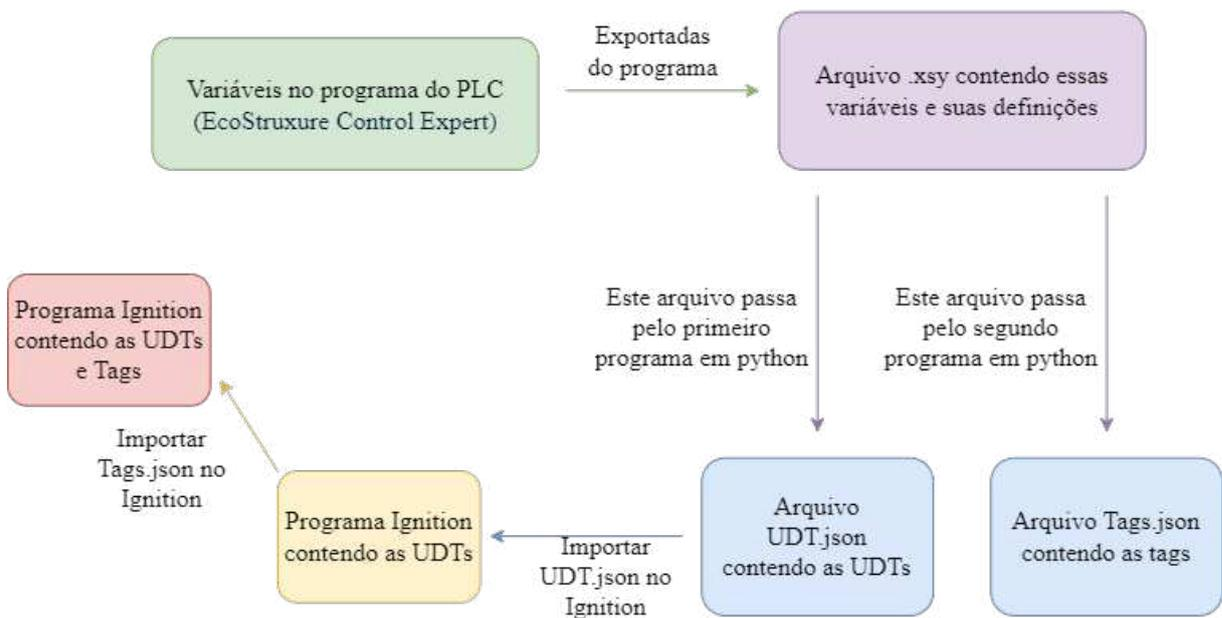 Variáveis no programa do PLC
(EcoStruxure Control Expert)
Exportadas
do programa
Arquivo .xsy contendo essas
variáveis e suas definições
Este arquivo passa
pelo primeiro
programa em python
Este arquivo passa
pelo segundo
programa em python
Programa Ignition
contendo as UDTs
e Tags
Importar
Tags.json no
Ignition
Programa Ignition
contendo as UDTs
Importar
UDT.json no
Ignition
Arquivo
UDT.json
contendo as UDTs
Arquivo Tags.json
contendo as tags